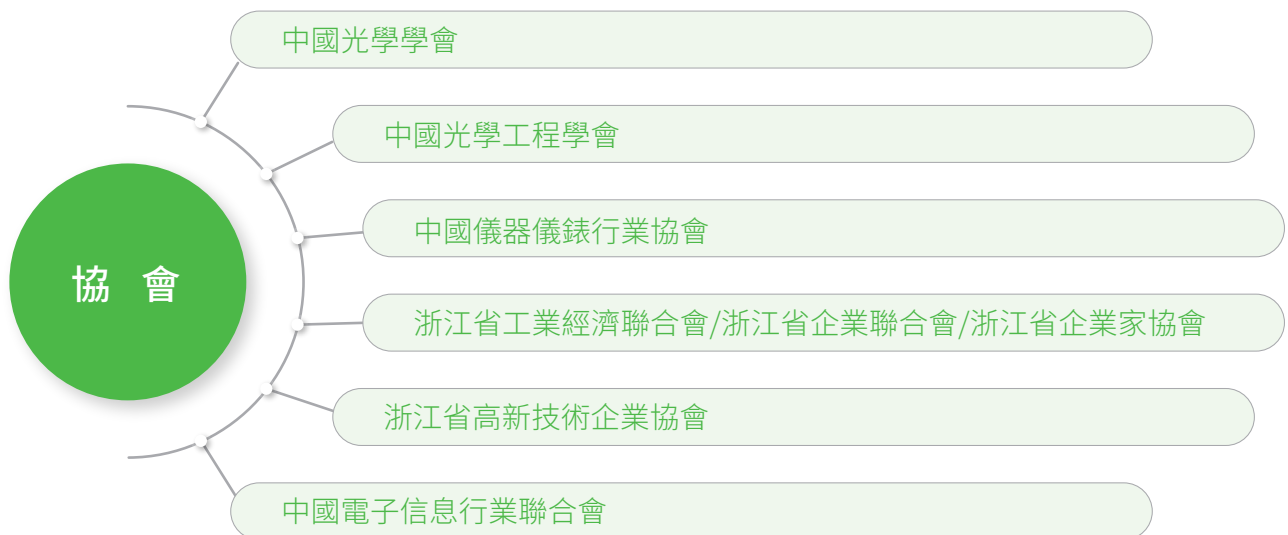 中國光學學會
中國光學工程學會
中國儀器儀錶行業協會
協會
浙江省工業經濟聯合會/浙江省企業聯合會/浙江省企業家協會
浙江省高新技術企業協會
中國電子信息行業聯合會